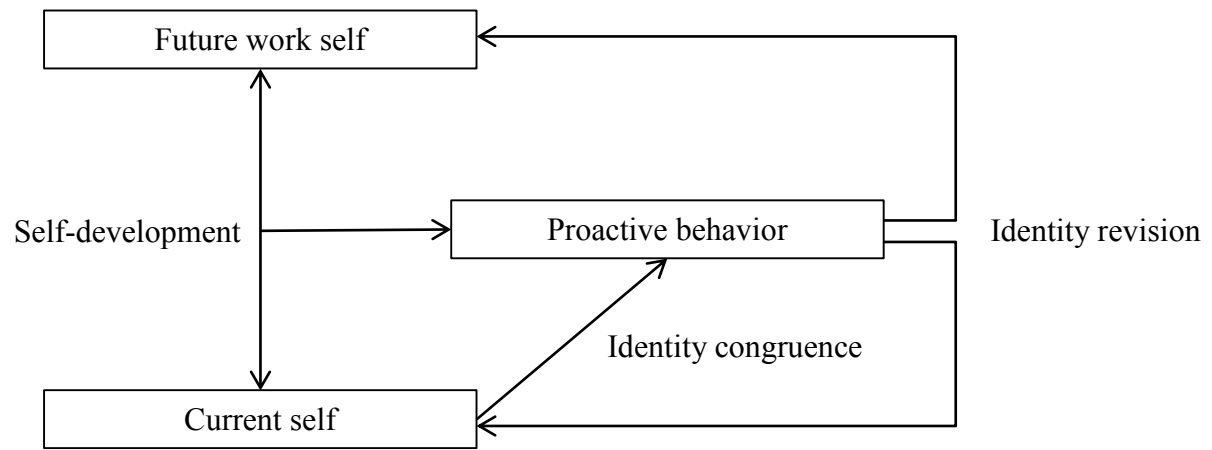 Future work self
Self-development
Proactive behavior
Identity revision
Identity congruence
Current self